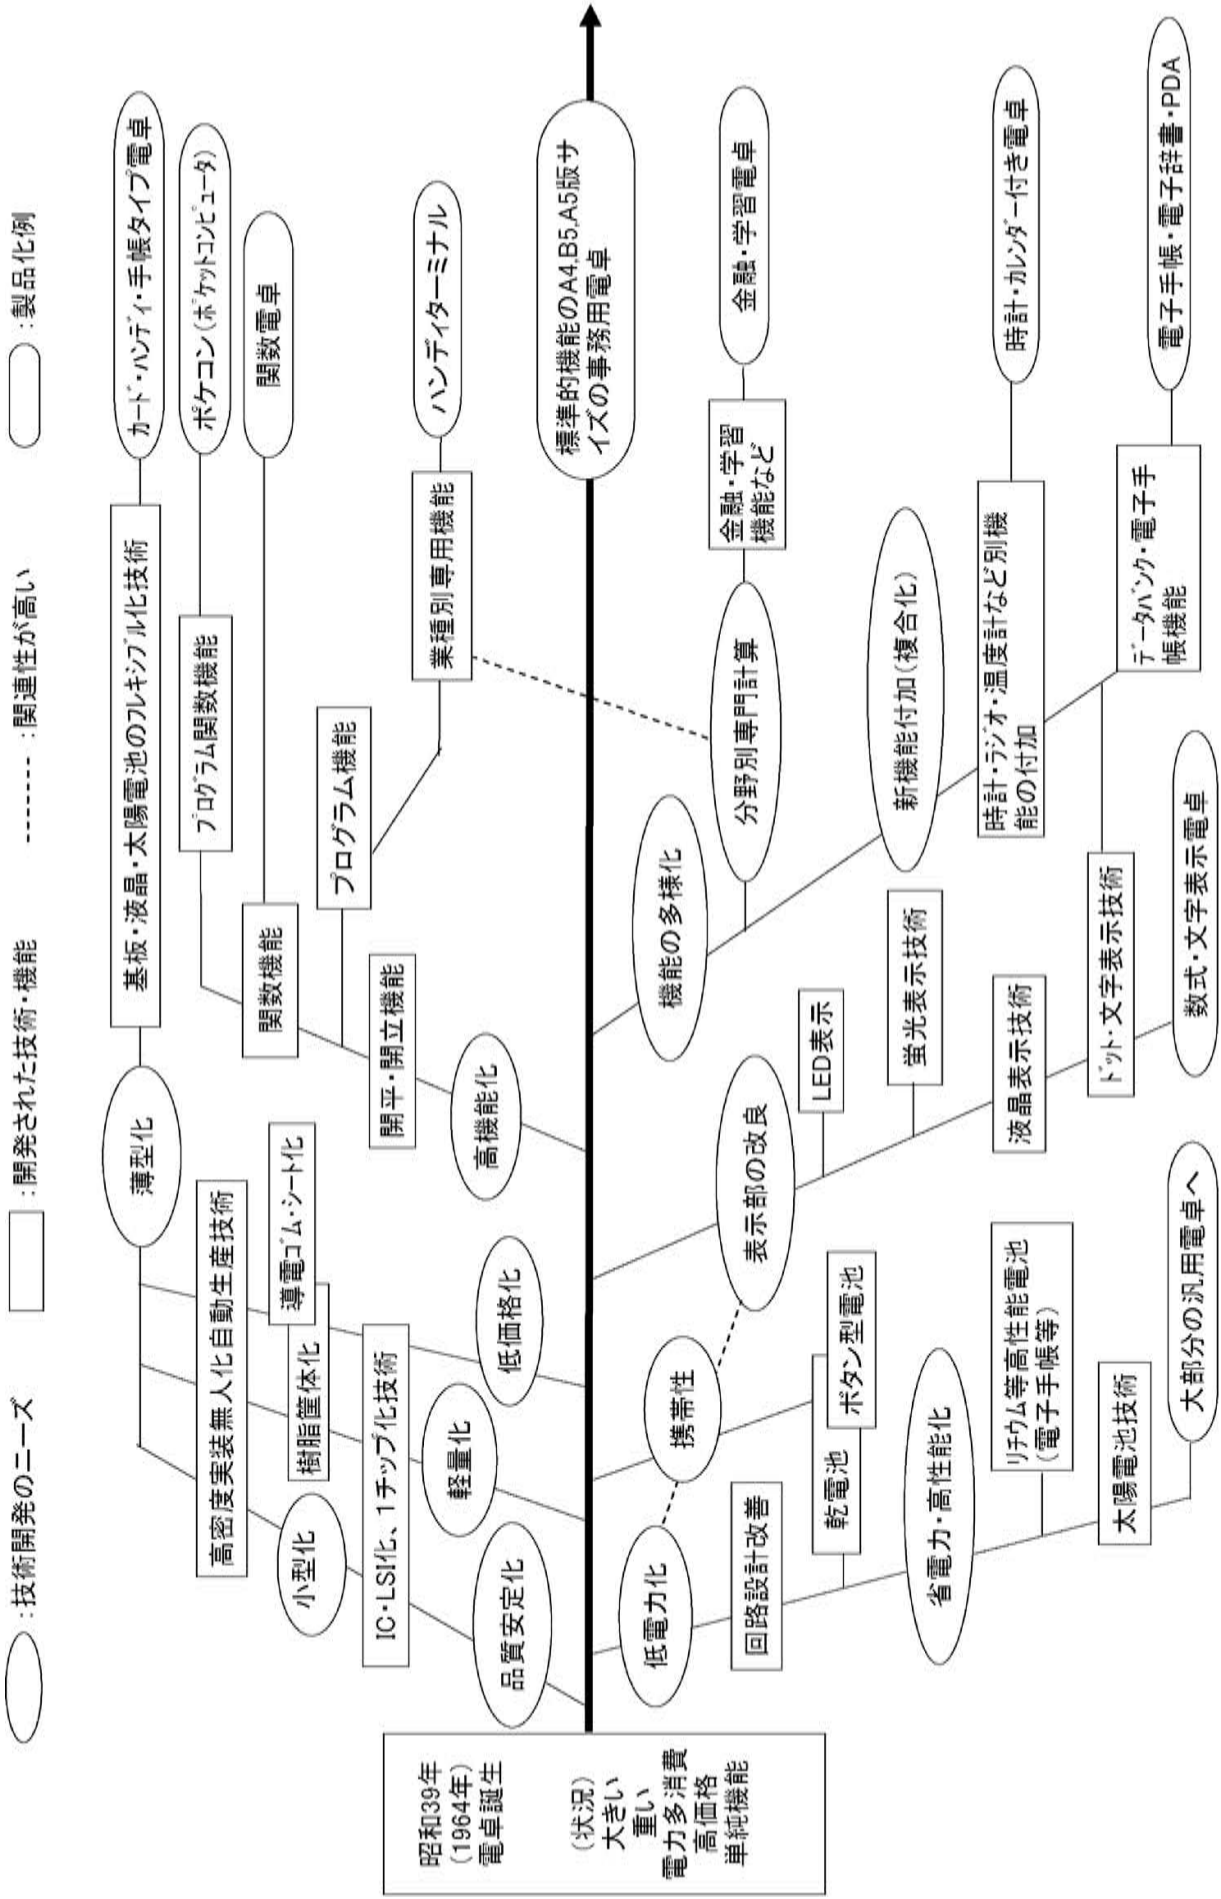 :技術開発のニーズ
:開発された技術・機能
------ :関連性が高い
:製品化例
薄型化
基板・液晶・太陽電池のフレキシブル化技術
カード・ハンディ・手帳タイプ電卓
高密度実装無人化自動生産技術
プログラム関数機能
ポケコン(ポケットコンピュータ)
小型化
樹脂筐体化
導電ゴム・シート化
関数機能
関数電卓
プログラム機能
IC・LSI化、1チップ化技術
開平・開立機能
業種別専用機能
ハンディターミナル
軽量化
品質安定化
低価格化
高機能化
昭和39年
(1964年)
電卓誕生
(状況)
大きい
重い
電力多消費
高価格
単純機能
標準的機能のA4,B5,A5版サ
イズの事務用電卓
低電力化
携帯性
機能の多様化
回路設計改善
表示部の改良
分野別専門計算
金融・学習
機能など
金融・学習電卓
乾電池
ボタン型電池
LED表示
省電力・高性能化
蛍光表示技術
新機能付加(複合化)
リチウム等高性能電池
(電子手帳等)
液晶表示技術
時計・ラジオ・温度計など別機
能の付加
時計・カレンダー付き電卓
太陽電池技術
ドット・文字表示技術
データバンク・電子手
帳機能
電子手帳・電子辞書・PDA
大部分の汎用電卓へ
数式・文字表示電卓